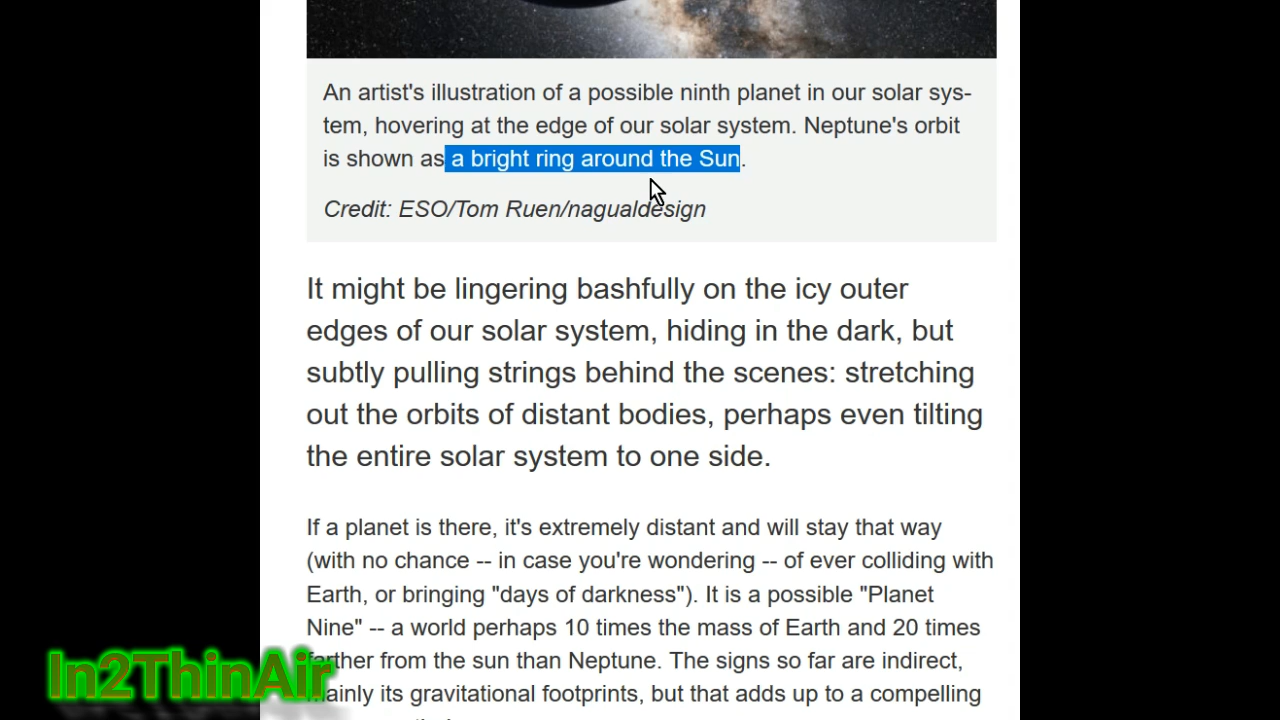 An artist's illustration of a possible ninth planet in our solar sys-
tem, hovering at the edge of our solar system. Neptune's orbit
is shown as a bright ring around the Sun.
Credit: ESO/Tom Ruen/nagualdesign
It might be lingering bashfully on the icy outer
edges of our solar system, hiding in the dark, but
subtly pulling strings behind the scenes: stretching
out the orbits of distant bodies, perhaps even tilting
the entire solar system to one side.
If a planet is there, it's extremely distant and will stay that way
(with no chance -- in case you're wondering -- of ever colliding with
Earth, or bringing "days of darkness"). It is a possible "Planet
Nine" -- a world perhaps 10 times the mass of Earth and 20 times
farther from the sun than Neptune. The signs so far are indirect,
mainly its gravitational footprints, but that adds up to a compelling
In2ThinAir